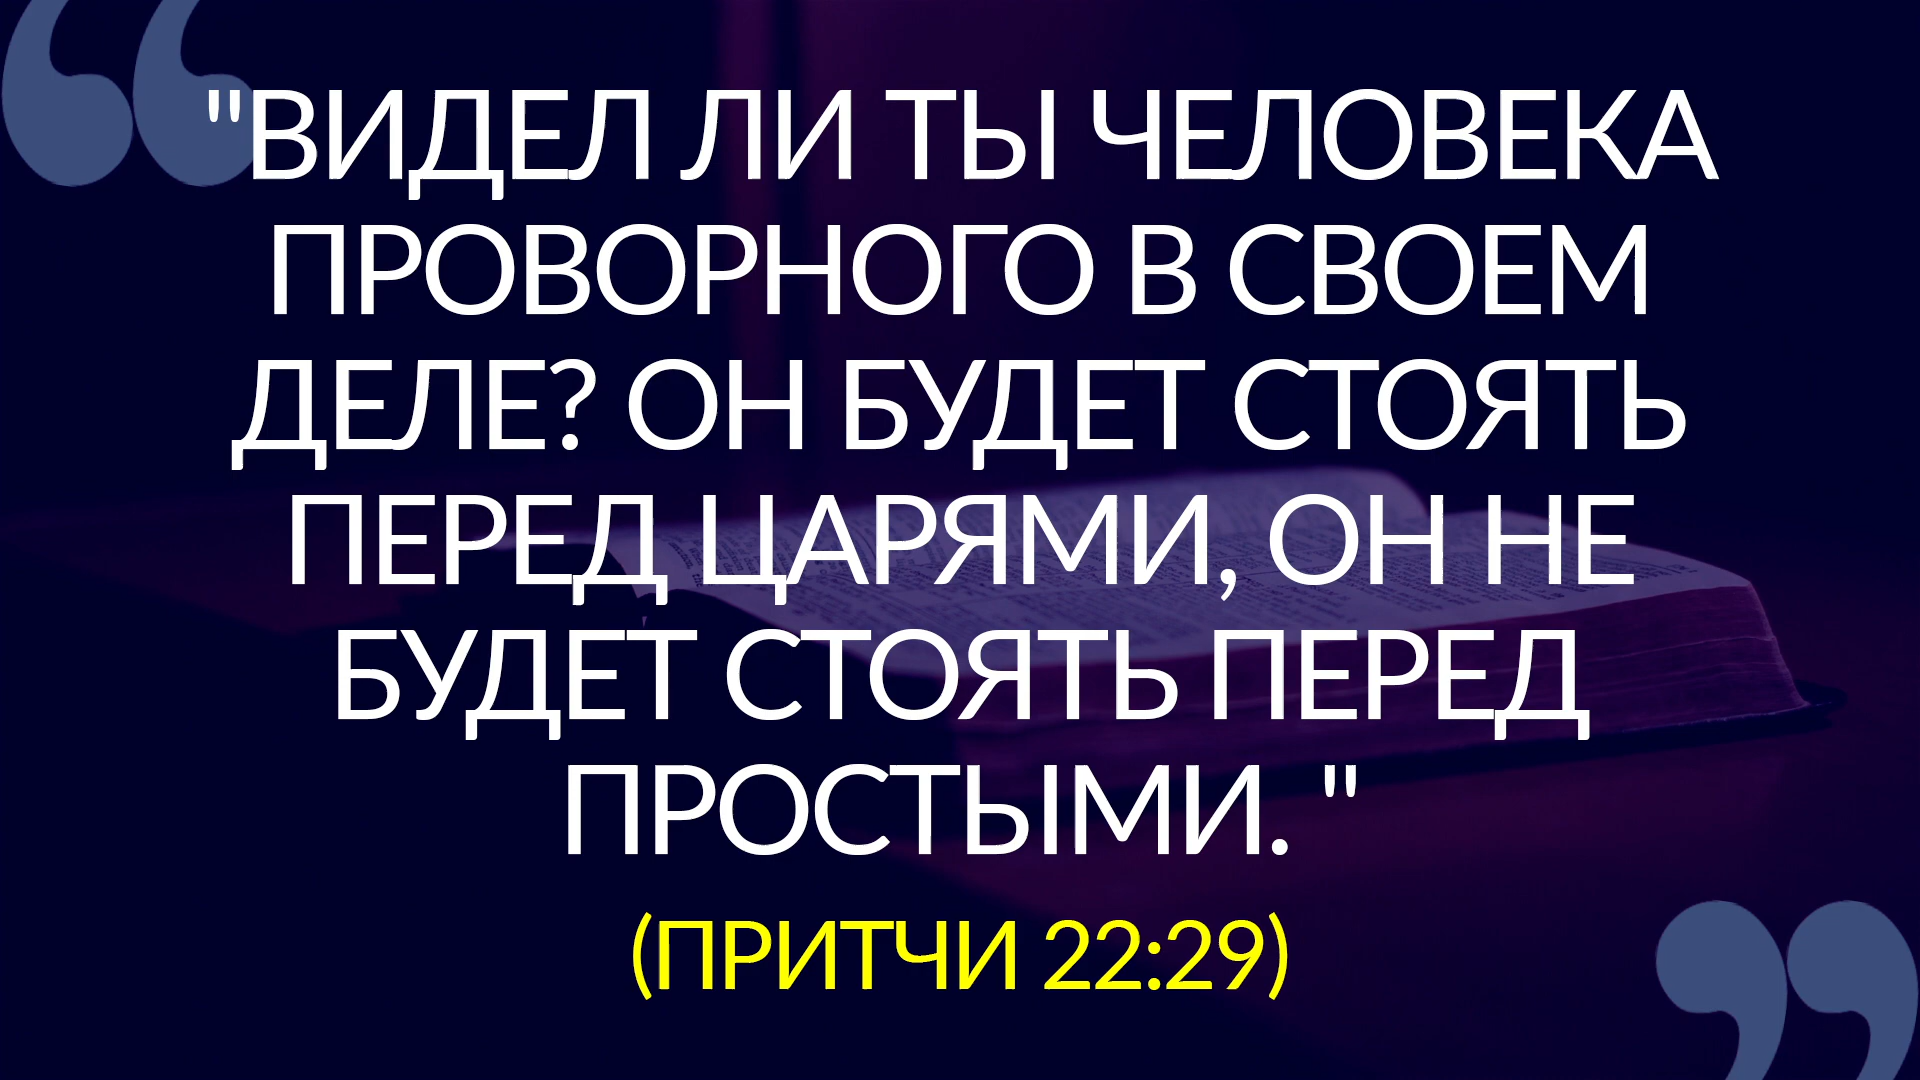 "ВИДЕЛ ЛИ ТЫ ЧЕЛОВЕКА
ПРОВОРНОГО В СВОЕМ
ДЕЛЕ? ОН БУДЕТ СТОЯТЬ
ПЕРЕД ЦАРЯМИ, ОН НЕ
БУДЕТ СТОЯТЬ ПЕРЕД
ПРОСТЫМИ. "
(ПРИТЧИ 22:29)